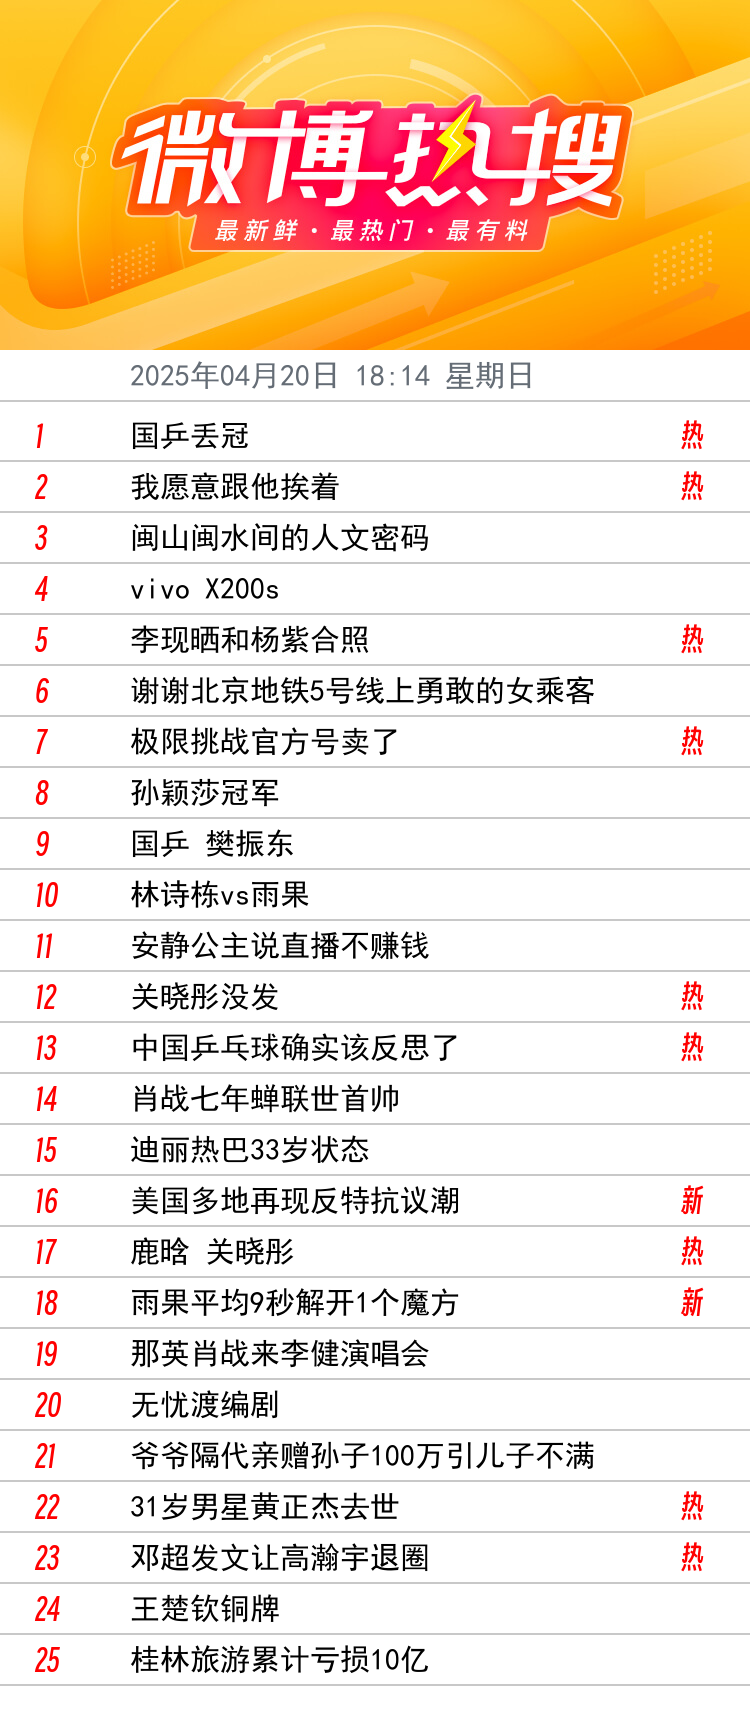 微博热搜
最新鲜·最热门·最有料
2025年04月20日 18:14 星期日
1 国乒丢冠 热
2 我愿意跟他挨着 热
3 闽山闽水间的人文密码
4 vivo X200s
5 李现晒和杨紫合照 热
6 谢谢北京地铁5号线上勇敢的女乘客
7 极限挑战官方号卖了 热
8 孙颖莎冠军
9 国乒 樊振东
10 林诗栋vs雨果
11 安静公主说直播不赚钱
12 关晓彤没发 热
13 中国乒乓球确实该反思了 热
14 肖战七年蝉联世首帅
15 迪丽热巴33岁状态
16 美国多地再现反特抗议潮 新
17 鹿晗 关晓彤 热
18 雨果平均9秒解开1个魔方 新
19 那英肖战来李健演唱会
20 无忧渡编剧
21 爷爷隔代亲赠孙子100万引儿子不满
22 31岁男星黄正杰去世 热
23 邓超发文让高瀚宇退圈 热
24 王楚钦铜牌
25 桂林旅游累计亏损10亿